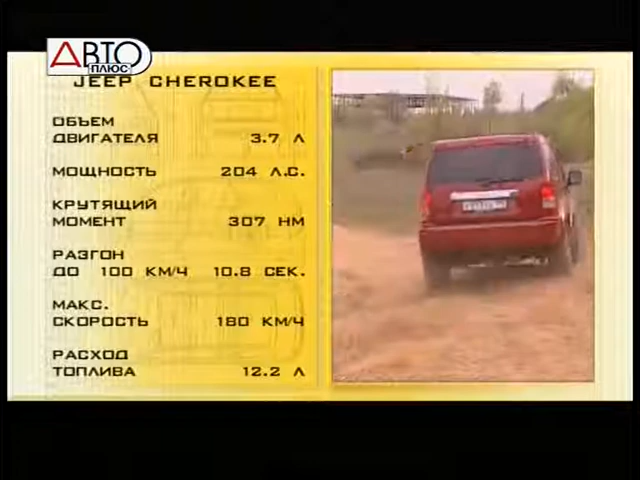 АВТО
ПЛЮС
JEEP CHEROKEE
ОБЪЕМ
ДВИГАТЕЛЯ 3.7 Л
МОЩНОСТЬ 204 Л.С.
КРУТЯЩИЙ
МОМЕНТ 307 НМ
РАЗГОН
ДО 100 КМ/Ч 10.8 СЕК.
МАКС.
СКОРОСТЬ 180 КМ/Ч
РАСХОД
ТОПЛИВА 12.2 Л